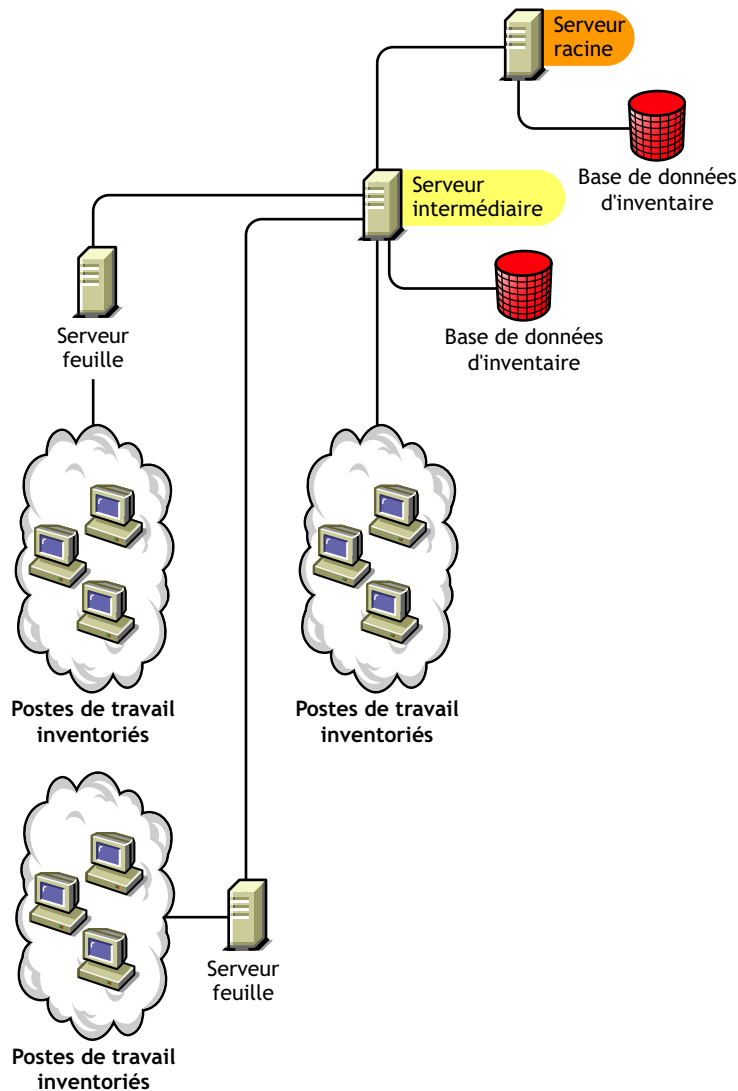 Serveur
racine
Base de données
d'inventaire
Serveur
intermédiaire
Base de données
d'inventaire
Serveur
feuille
Postes de travail
inventoriés
Postes de travail
inventoriés
Serveur
feuille
Postes de travail
inventoriés